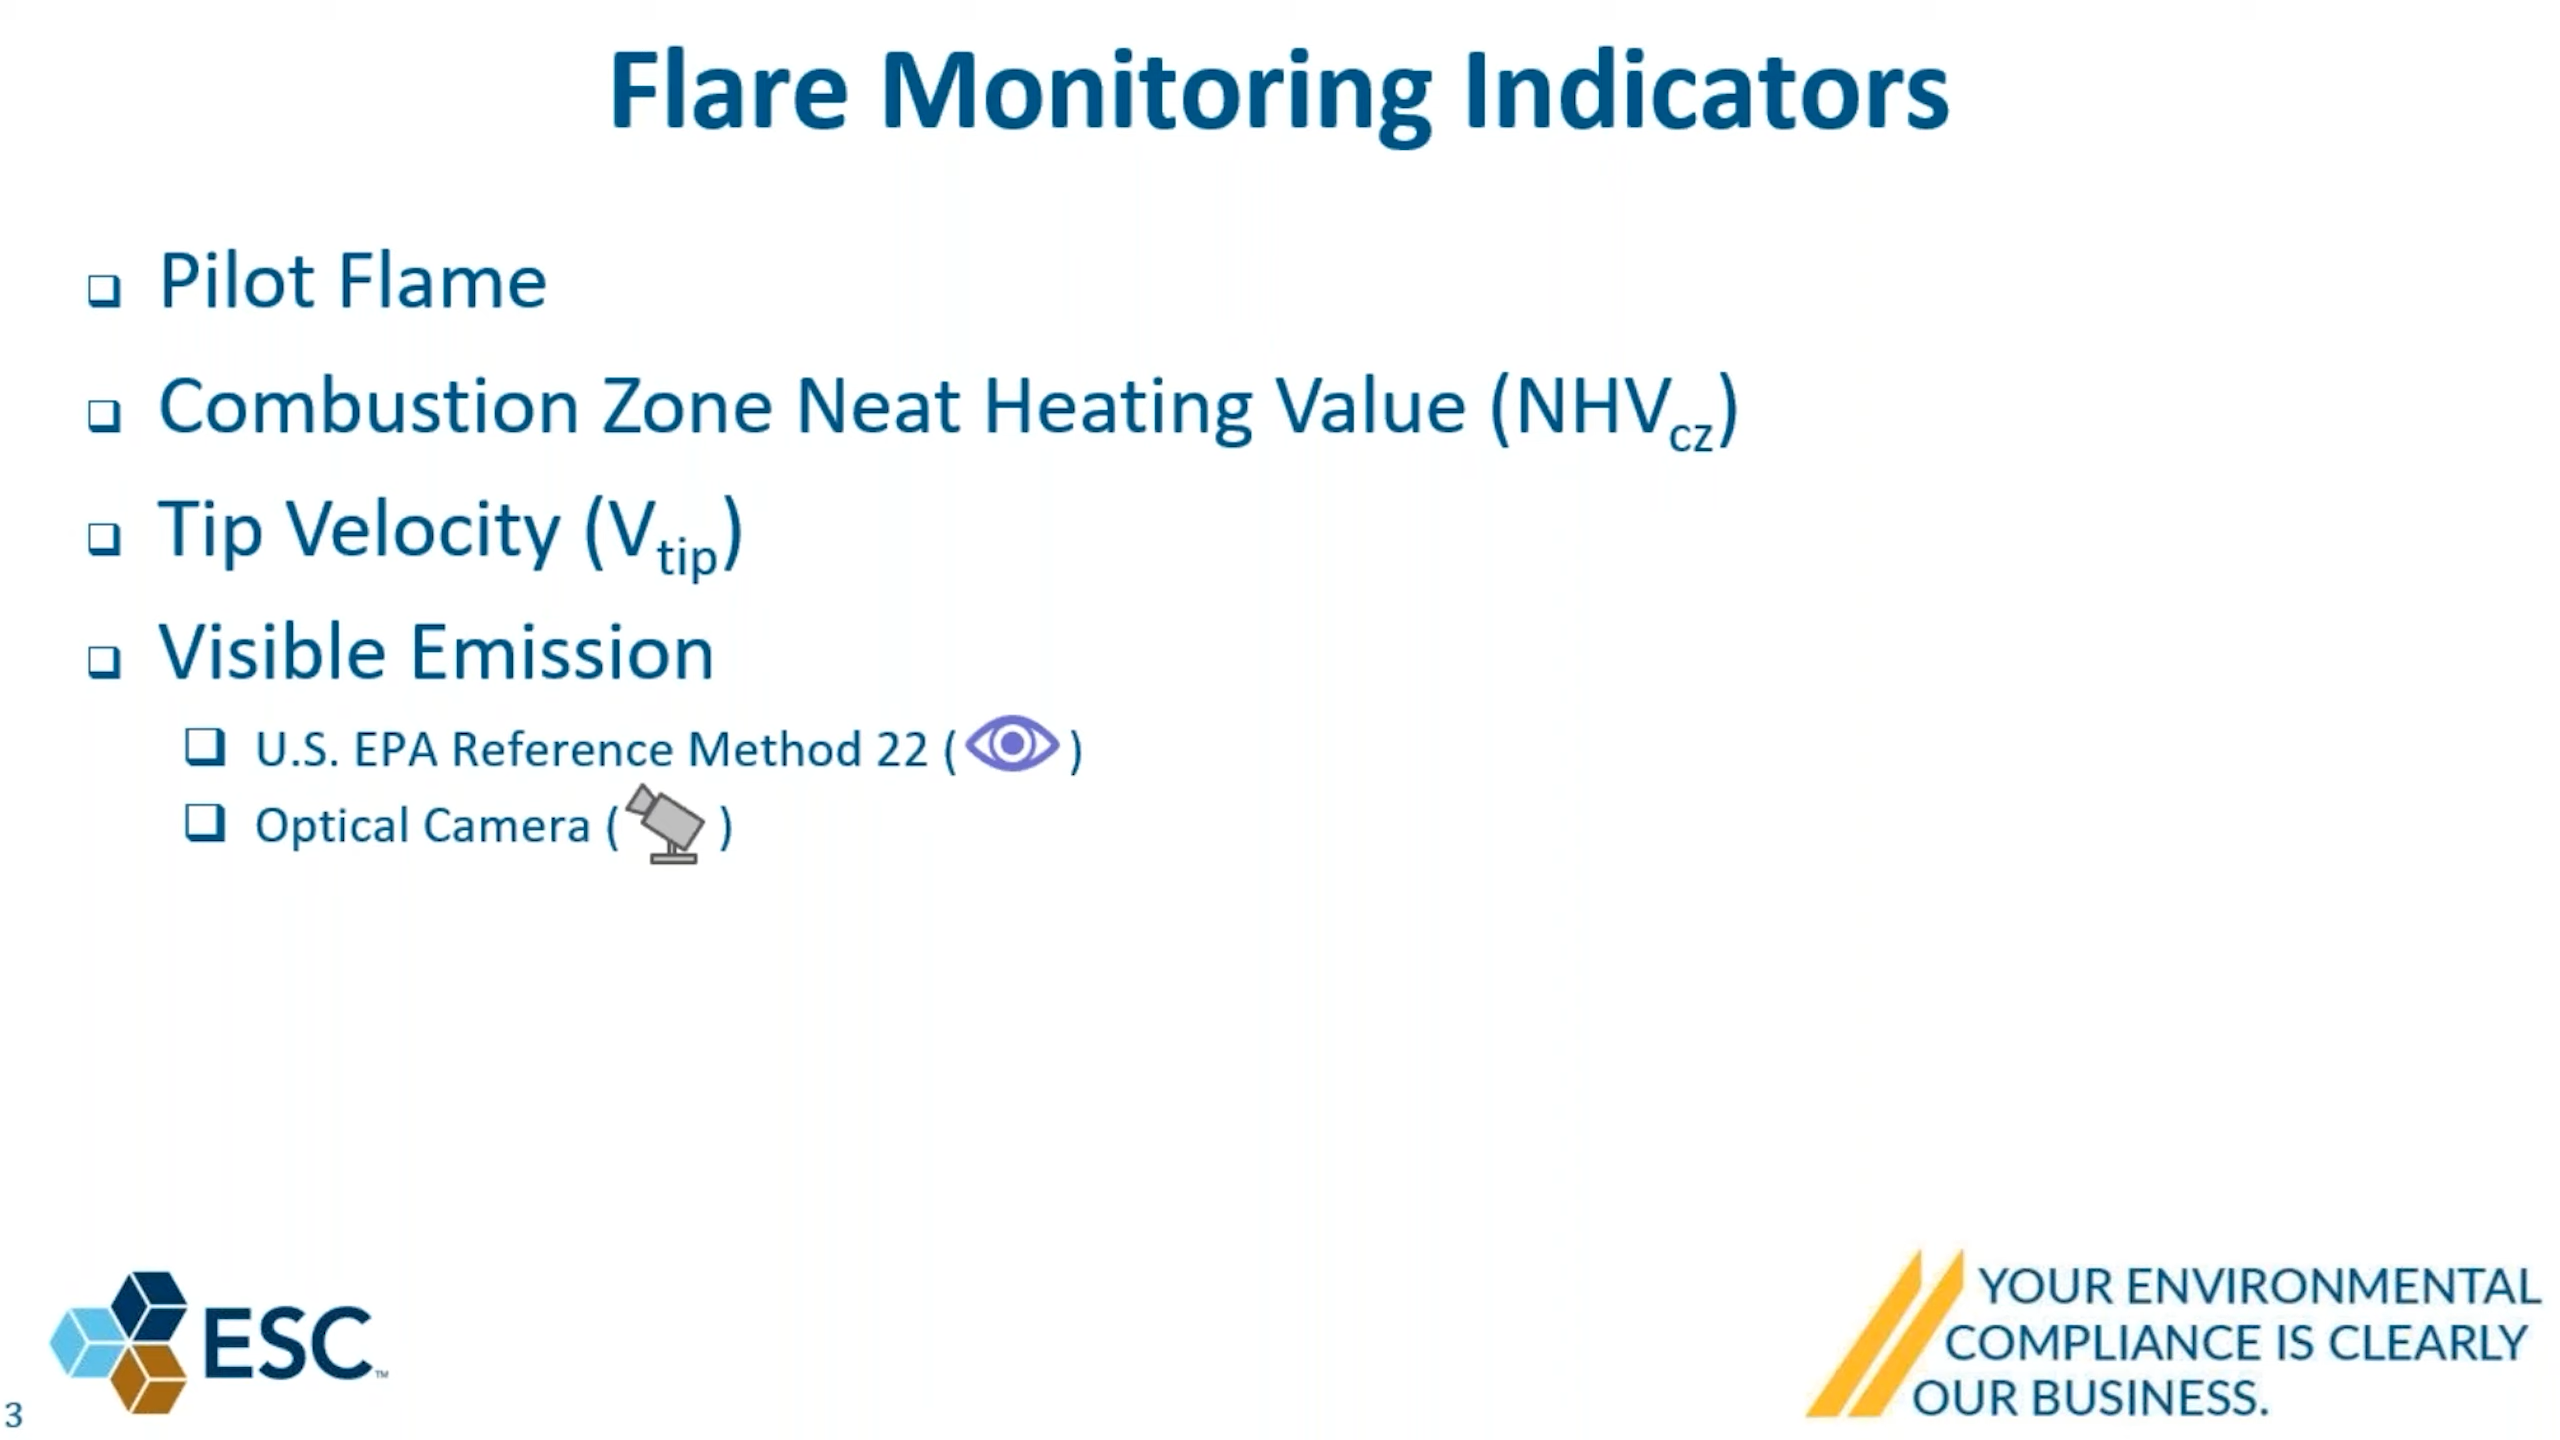 Flare Monitoring Indicators
❑ Pilot Flame
❑ Combustion Zone Neat Heating Value (NHVcz)
❑ Tip Velocity (Vtip)
❑ Visible Emission
❑ U.S. EPA Reference Method 22 ( )
❑ Optical Camera ( )
ESC™
YOUR ENVIRONMENTAL
COMPLIANCE IS CLEARLY
OUR BUSINESS.
3